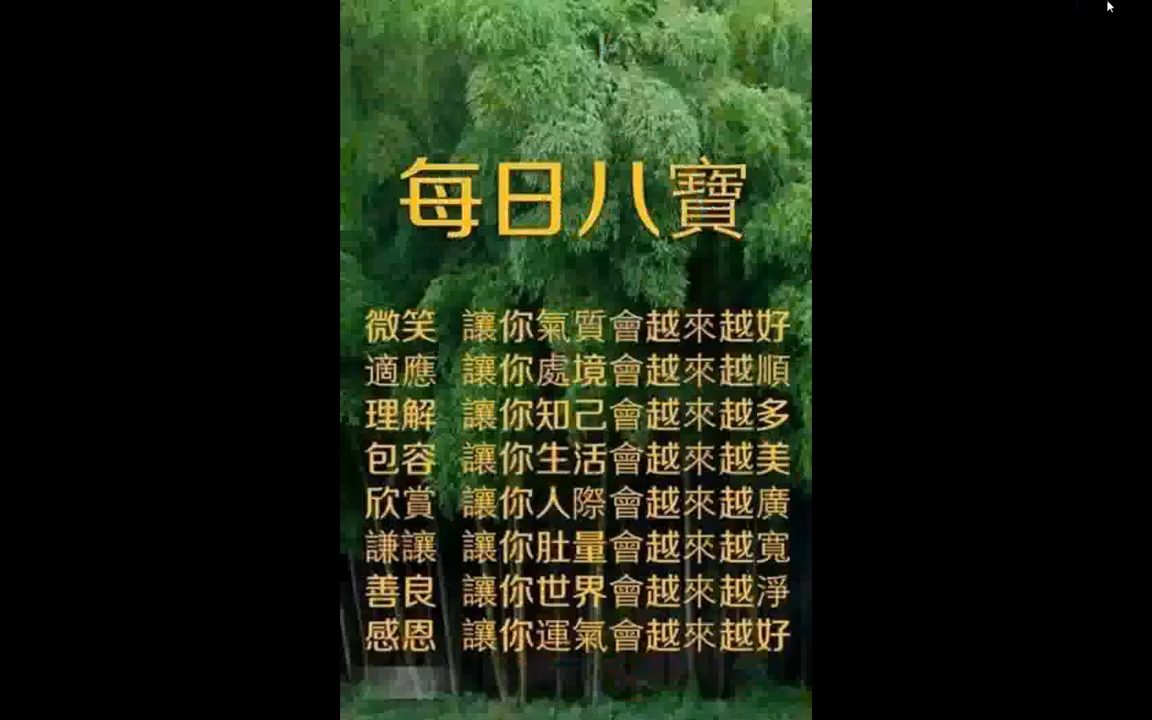 每日八寶
微笑 讓你氣質會越來越好
適應 讓你處境會越來越順
理解 讓你知己會越來越多
包容 讓你生活會越來越美
欣賞 讓你人際會越來越廣
謙讓 讓你肚量會越來越寬
善良 讓你世界會越來越淨
感恩 讓你運氣會越來越好